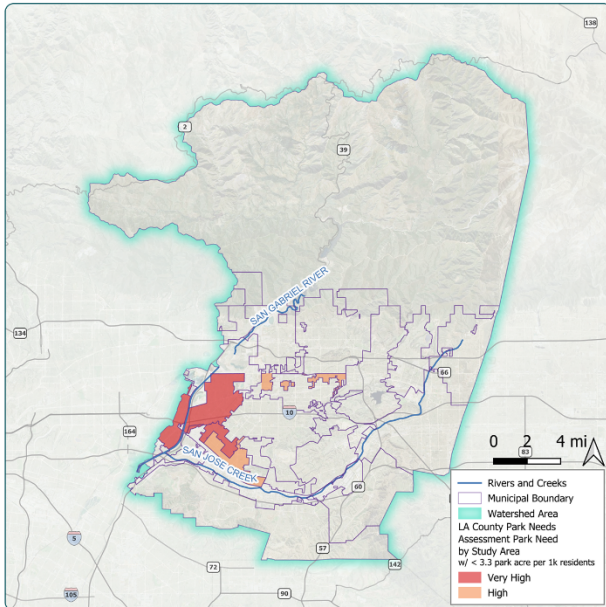 138
2
39
SAN GABRIEL RIVER
134
66
10
164
SAN JOSE CREEK
0 2 4 mi
83
60
5
57
72
142
105
90
Rivers and Creeks
Municipal Boundary
Watershed Area
LA County Park Needs
Assessment Park Need
by Study Area
w/ < 3.3 park acre per 1k residents
Very High
High